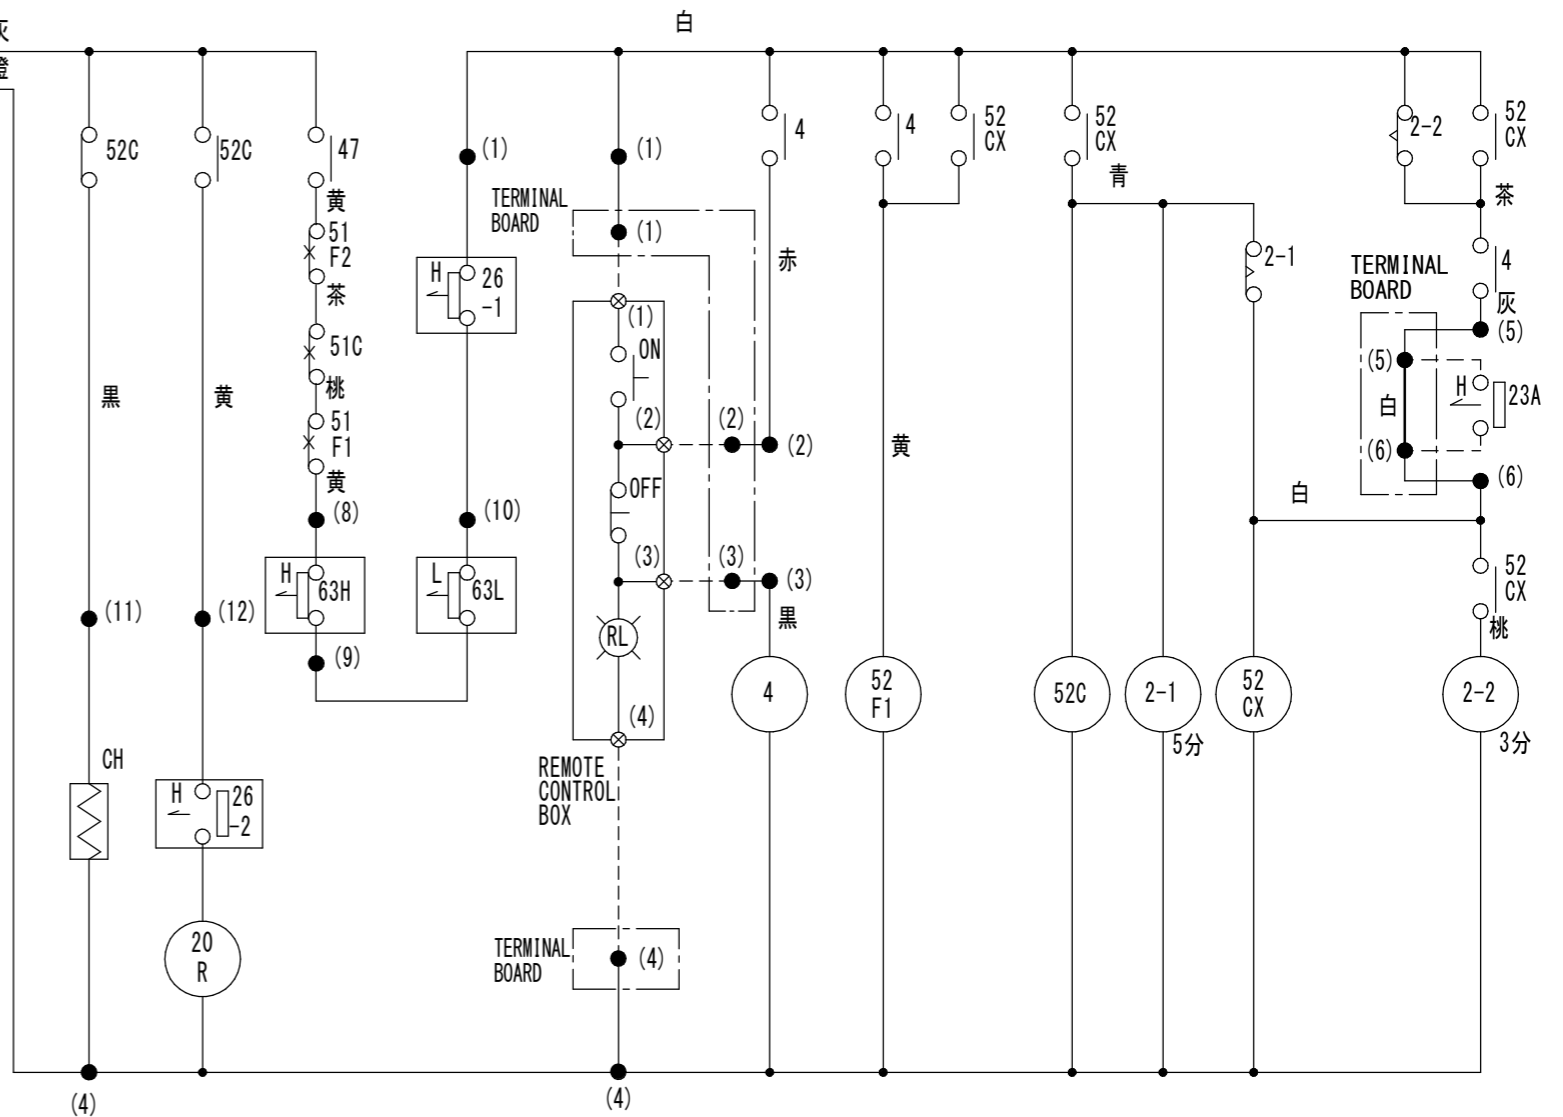 白
灰
橙
52C
52C
47
黄
51
F2
茶
51C
桃
51
F1
黄
(8)
H
63H
(9)
黒
黄
(11)
(12)
CH
H
26
-2
20
R
(4)
(1)
H
26
-1
(10)
L
63L
(1)
TERMINAL
BOARD
(1)
(1)
ON
(2)
(2)
(2)
OFF
(3)
(3)
(3)
RL
(4)
REMOTE
CONTROL
BOX
TERMINAL
BOARD
(4)
(4)
4
赤
黒
4
4
52
CX
黄
52
F1
52
CX
青
2-1
52C
2-1
5分
52
CX
白
2-2
52
CX
茶
4
灰
TERMINAL
BOARD
(5)
(5)
H
23A
白
(6)
(6)
52
CX
桃
2-2
3分